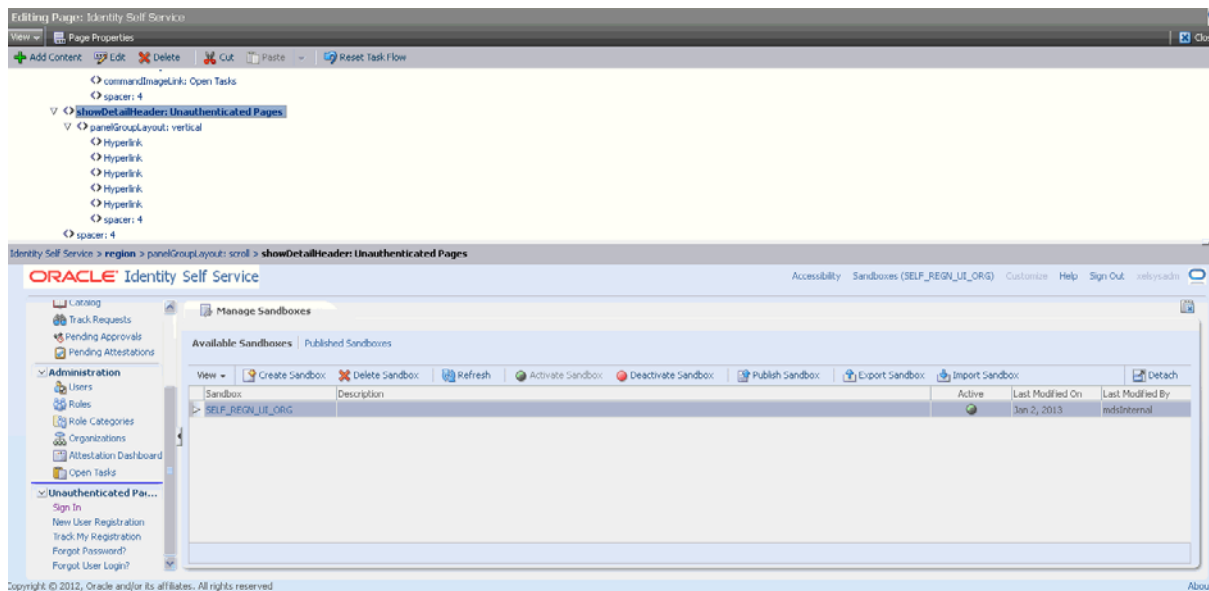 Editing Page: Identity Self Service
View Page Properties Clo
Add Content Edit Delete Cut Paste Reset Task Flow
commandImageLink: Open Tasks
spacer: 4
showDetailHeader: Unauthenticated Pages
panelGroupLayout: vertical
Hyperlink
Hyperlink
Hyperlink
Hyperlink
Hyperlink
spacer: 4
spacer: 4
Identity Self Service > region > panelGroupLayout: scroll > showDetailHeader: Unauthenticated Pages
ORACLE Identity Self Service Accessibility Sandboxes (SELF_REGN_UI_ORG) Customize Help Sign Out xelsysadm
Catalog
Track Requests
Pending Approvals
Pending Attestations
Administration
Users
Roles
Role Categories
Organizations
Attestation Dashboard
Open Tasks
Unauthenticated Pa...
Sign In
New User Registration
Track My Registration
Forgot Password?
Forgot User Login?
Manage Sandboxes
Available Sandboxes Published Sandboxes
View Create Sandbox Delete Sandbox Refresh Activate Sandbox Deactivate Sandbox Publish Sandbox Export Sandbox Import Sandbox Detach
Sandbox Description Active Last Modified On Last Modified By
SELF_REGN_UI_ORG Jan 2, 2013 mdsInternal
Copyright © 2012, Oracle and/or its affiliates. All rights reserved Abou